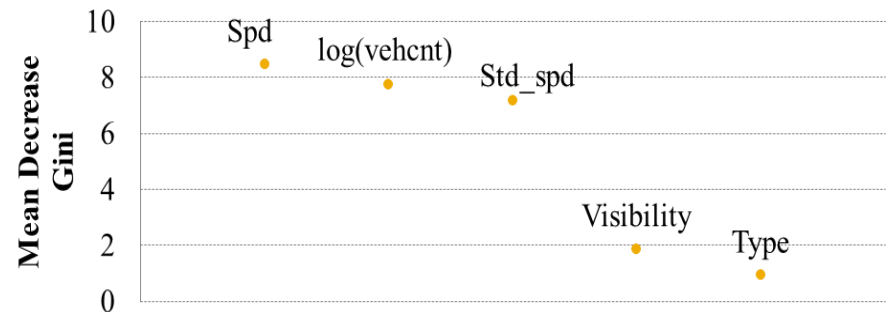 Mean Decrease
Gini
10
8
6
4
2
0
Spd
log(vehcnt)
Std_spd
Visibility
Type